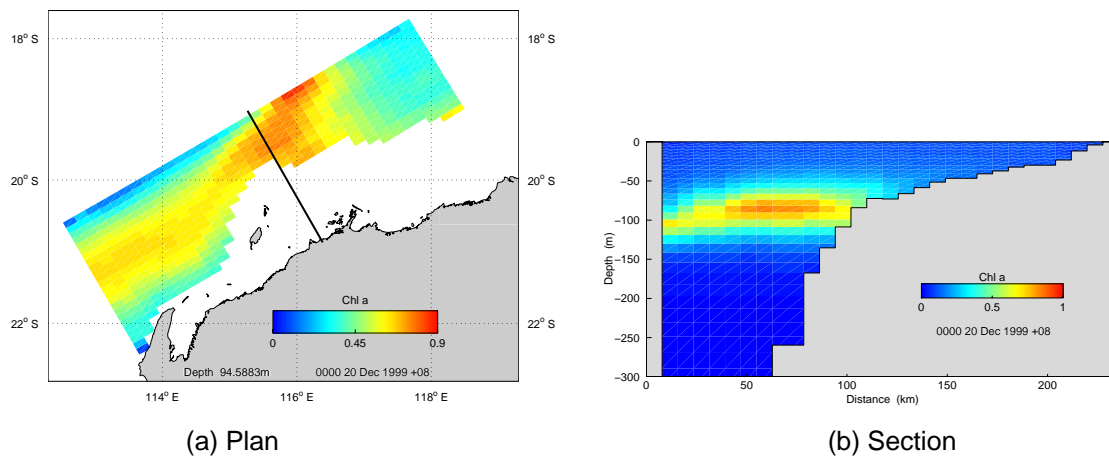 18° S
18° S
20° S
20° S
22° S
22° S
Chl a
0
0.45
0.9
Depth 94.5883m
0000 20 Dec 1999 +08
114° E
116° E
118° E
(a) Plan
0
−50
−100
−150
−200
−250
−300
Depth (m)
Chl a
0
0.5
1
0000 20 Dec 1999 +08
0
50
100
150
200
Distance (km)
(b) Section